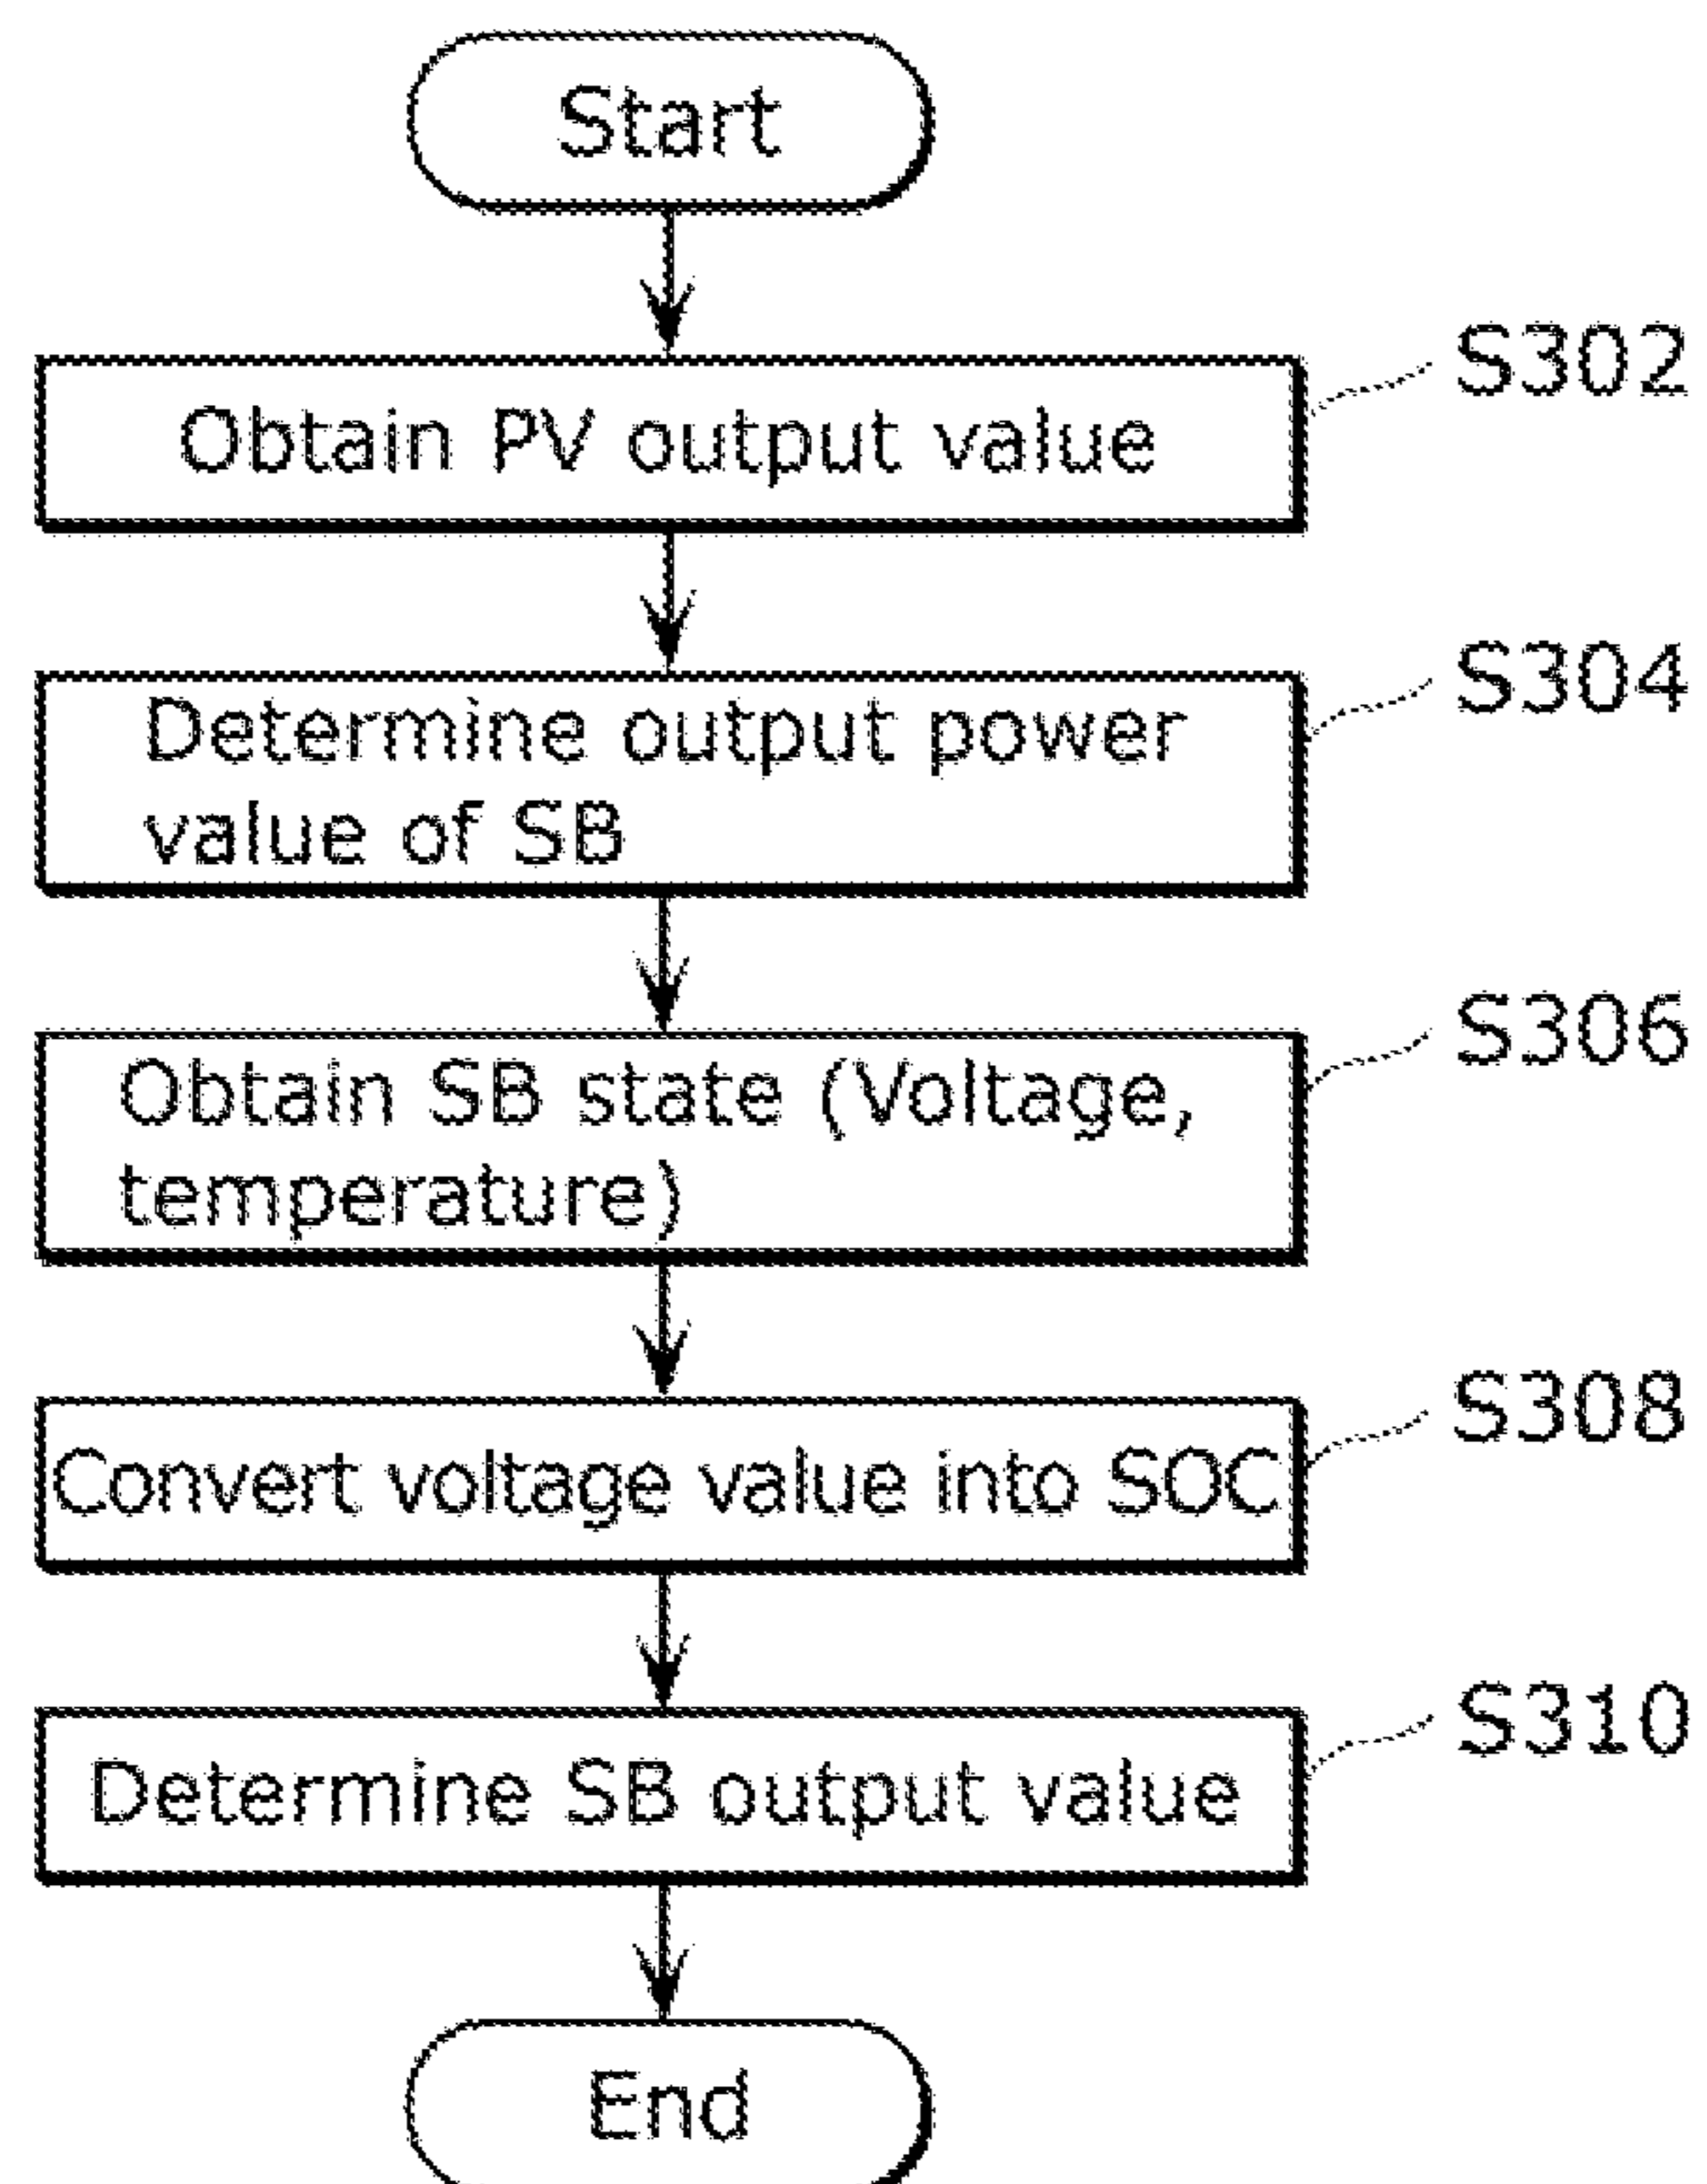 Start
S302
Obtain PV output value
S304
Determine output power
value of SB
S306
Obtain SB state (Voltage,
temperature)
S308
Convert voltage value into SOC
S310
Determine SB output value
End